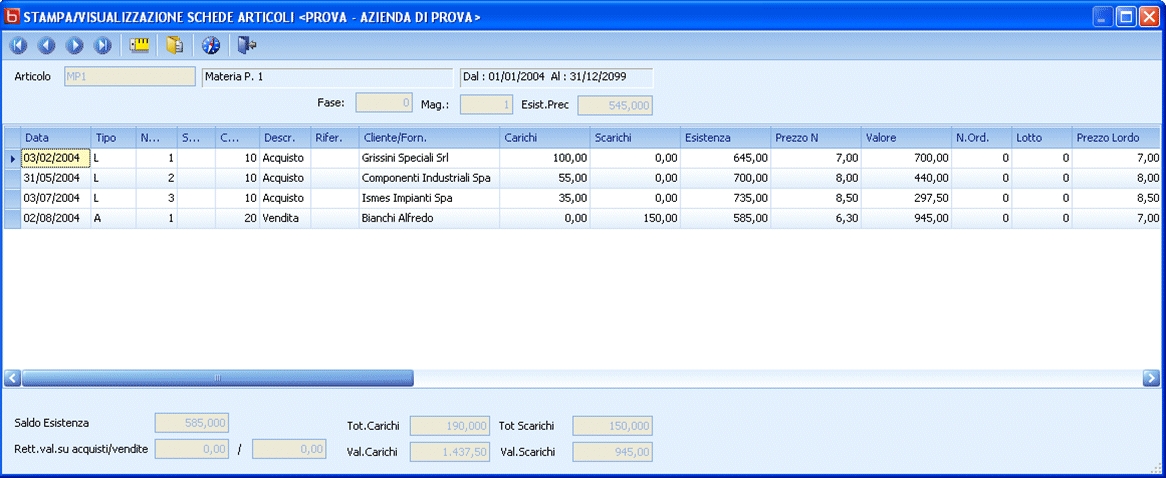 STAMPA/VISUALIZZAZIONE SCHEDE ARTICOLI <PROVA - AZIENDA DI PROVA>
Articolo MP1 Materia P. 1 Dal : 01/01/2004 Al : 31/12/2099
Fase: 0 Mag.: 1 Esist.Prec 545,000
Data Tipo N... S... C... Descr. Rifer. Cliente/Forn. Carichi Scarichi Esistenza Prezzo N Valore N.Ord. Lotto Prezzo Lordo
03/02/2004 L 1 10 Acquisto Grissini Speciali Srl 100,00 0,00 645,00 7,00 700,00 0 0 7,00
31/05/2004 L 2 10 Acquisto Componenti Industriali Spa 55,00 0,00 700,00 8,00 440,00 0 0 8,00
03/07/2004 L 3 10 Acquisto Ismes Impianti Spa 35,00 0,00 735,00 8,50 297,50 0 0 8,50
02/08/2004 A 1 20 Vendita Bianchi Alfredo 0,00 150,00 585,00 6,30 945,00 0 0 7,00
Saldo Esistenza 585,000 Tot.Carichi 190,000 Tot Scarichi 150,000
Rett.val.su acquisti/vendite 0,00 / 0,00 Val.Carichi 1.437,50 Val.Scarichi 945,00